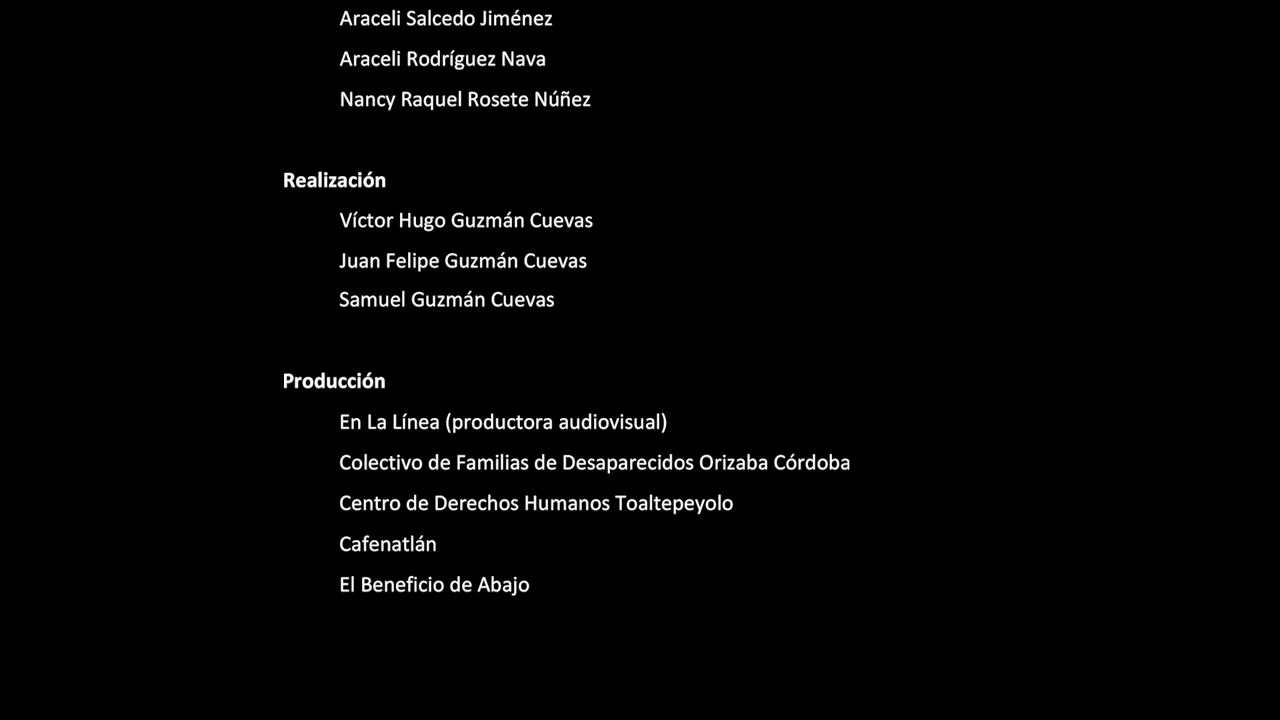 Araceli Salcedo Jiménez
Araceli Rodríguez Nava
Nancy Raquel Rosete Núñez
Realización
Víctor Hugo Guzmán Cuevas
Juan Felipe Guzmán Cuevas
Samuel Guzmán Cuevas
Producción
En La Línea (productora audiovisual)
Colectivo de Familias de Desaparecidos Orizaba Córdoba
Centro de Derechos Humanos Toaltepeyolo
Cafenatlán
El Beneficio de Abajo